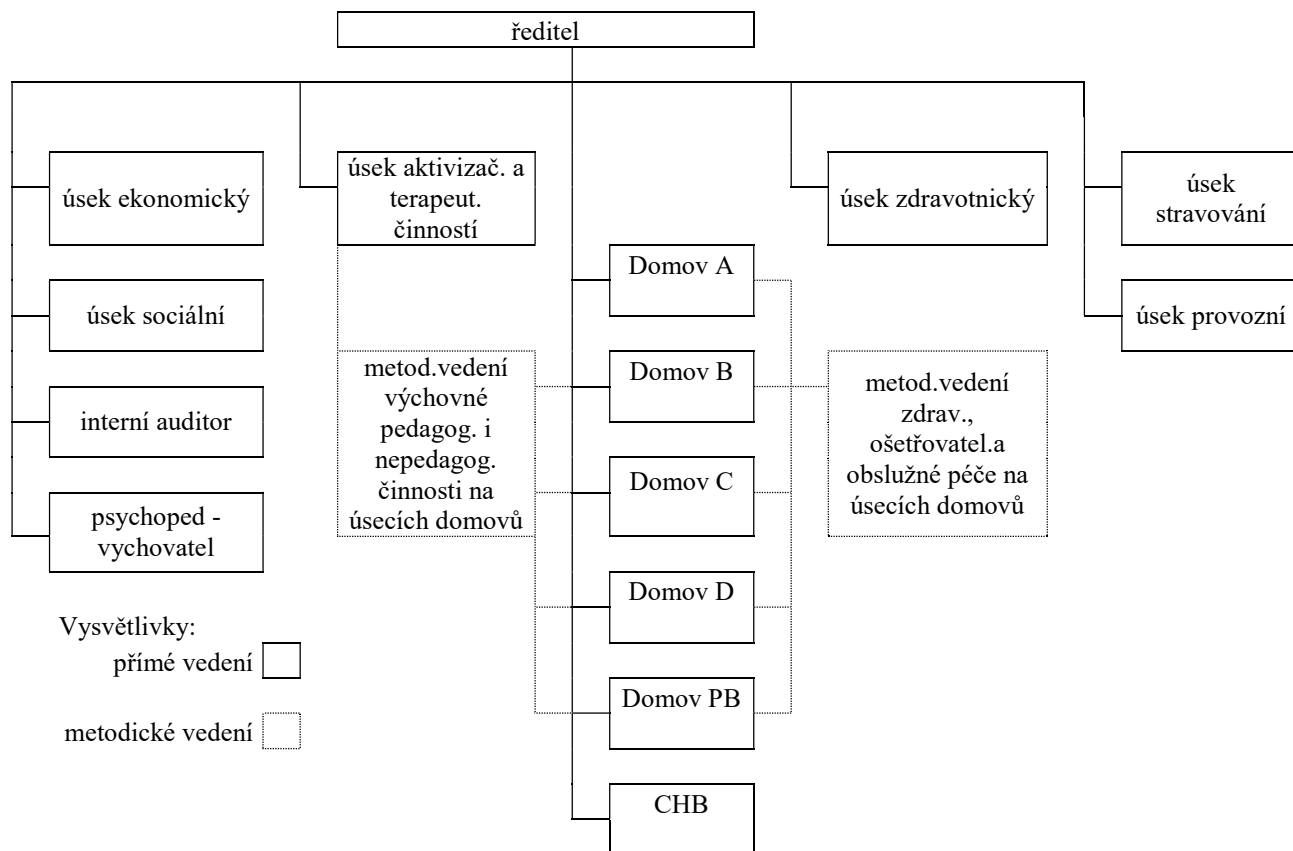 ředitel
úsek ekonomický
úsek aktivizač. a
terapeut.
činností
úsek zdravotnický
úsek
stravování
Domov A
úsek sociální
úsek provozní
metod.vedení
výchovné
pedagog. i
nepedagog.
činnosti na
úsecích domovů
Domov B
metod.vedení
zdrav.,
ošetřovatel.a
obslužné péče na
úsecích domovů
interní auditor
Domov C
psychoped -
vychovatel
Domov D
Vysvětlivky:
přímé vedení
Domov PB
metodické vedení
CHB